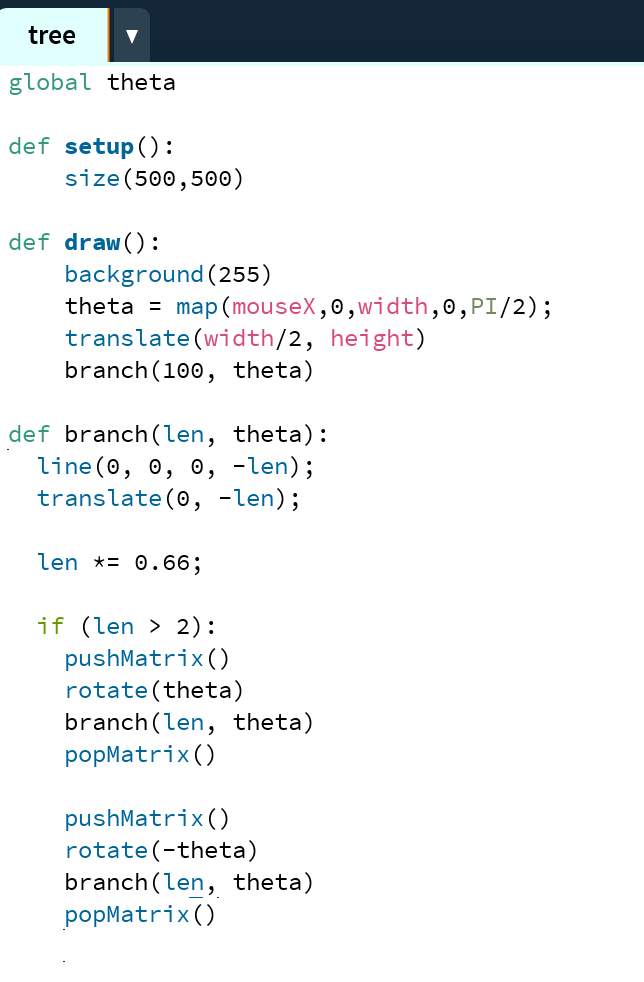 tree ▼
global theta

def setup():
    size(500,500)

def draw():
    background(255)
    theta = map(mouseX,0,width,0,PI/2);
    translate(width/2, height)
    branch(100, theta)

def branch(len, theta):
  line(0, 0, 0, -len);
  translate(0, -len);

  len *= 0.66;

  if (len > 2):
    pushMatrix()
    rotate(theta)
    branch(len, theta)
    popMatrix()

    pushMatrix()
    rotate(-theta)
    branch(len, theta)
    popMatrix()